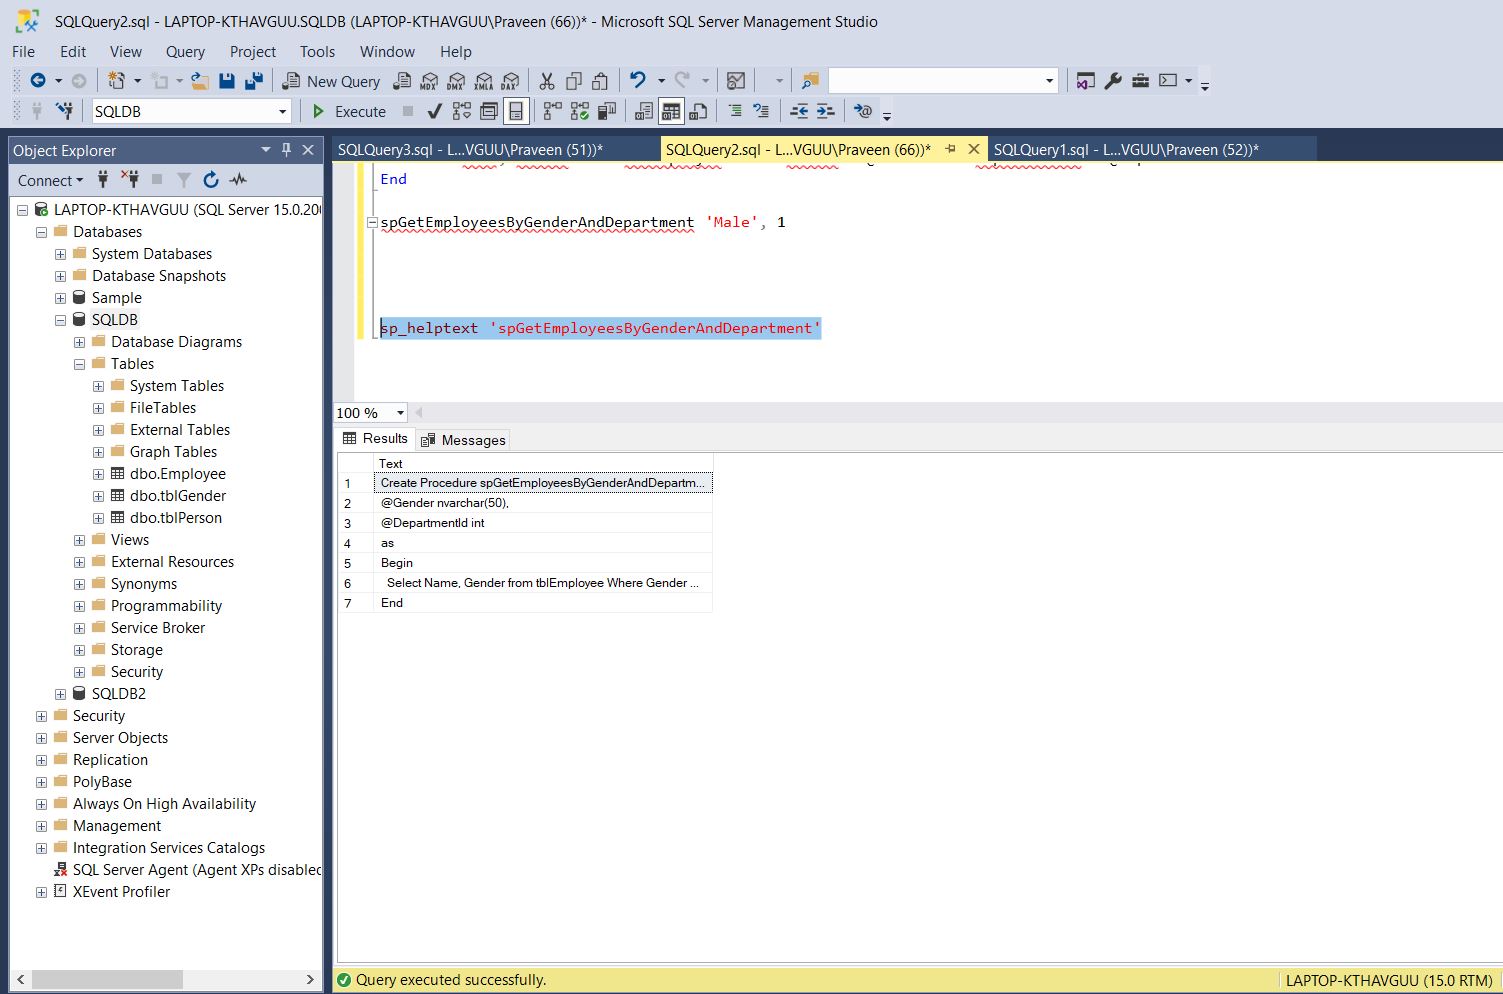 SQLQuery2.sql - LAPTOP-KTHAVGUU.SQLDB (LAPTOP-KTHAVGUU\Praveen (66))* - Microsoft SQL Server Management Studio
File Edit View Query Project Tools Window Help
New Query MDX DMX XMLA DAX
SQLDB Execute
Object Explorer
Connect
LAPTOP-KTHAVGUU (SQL Server 15.0.200
Databases
System Databases
Database Snapshots
Sample
SQLDB
Database Diagrams
Tables
System Tables
FileTables
External Tables
Graph Tables
dbo.Employee
dbo.tblGender
dbo.tblPerson
Views
External Resources
Synonyms
Programmability
Service Broker
Storage
Security
SQLDB2
Security
Server Objects
Replication
PolyBase
Always On High Availability
Management
Integration Services Catalogs
SQL Server Agent (Agent XPs disabled
XEvent Profiler
SQLQuery3.sql - L...VGUU\Praveen (51))* SQLQuery2.sql - L...VGUU\Praveen (66))* SQLQuery1.sql - L...VGUU\Praveen (52))*
End
spGetEmployeesByGenderAndDepartment 'Male', 1
sp_helptext 'spGetEmployeesByGenderAndDepartment'
100 %
Results Messages
Text
1 Create Procedure spGetEmployeesByGenderAndDepartm...
2 @Gender nvarchar(50),
3 @DepartmentId int
4 as
5 Begin
6 Select Name, Gender from tblEmployee Where Gender ...
7 End
Query executed successfully. LAPTOP-KTHAVGUU (15.0 RTM)